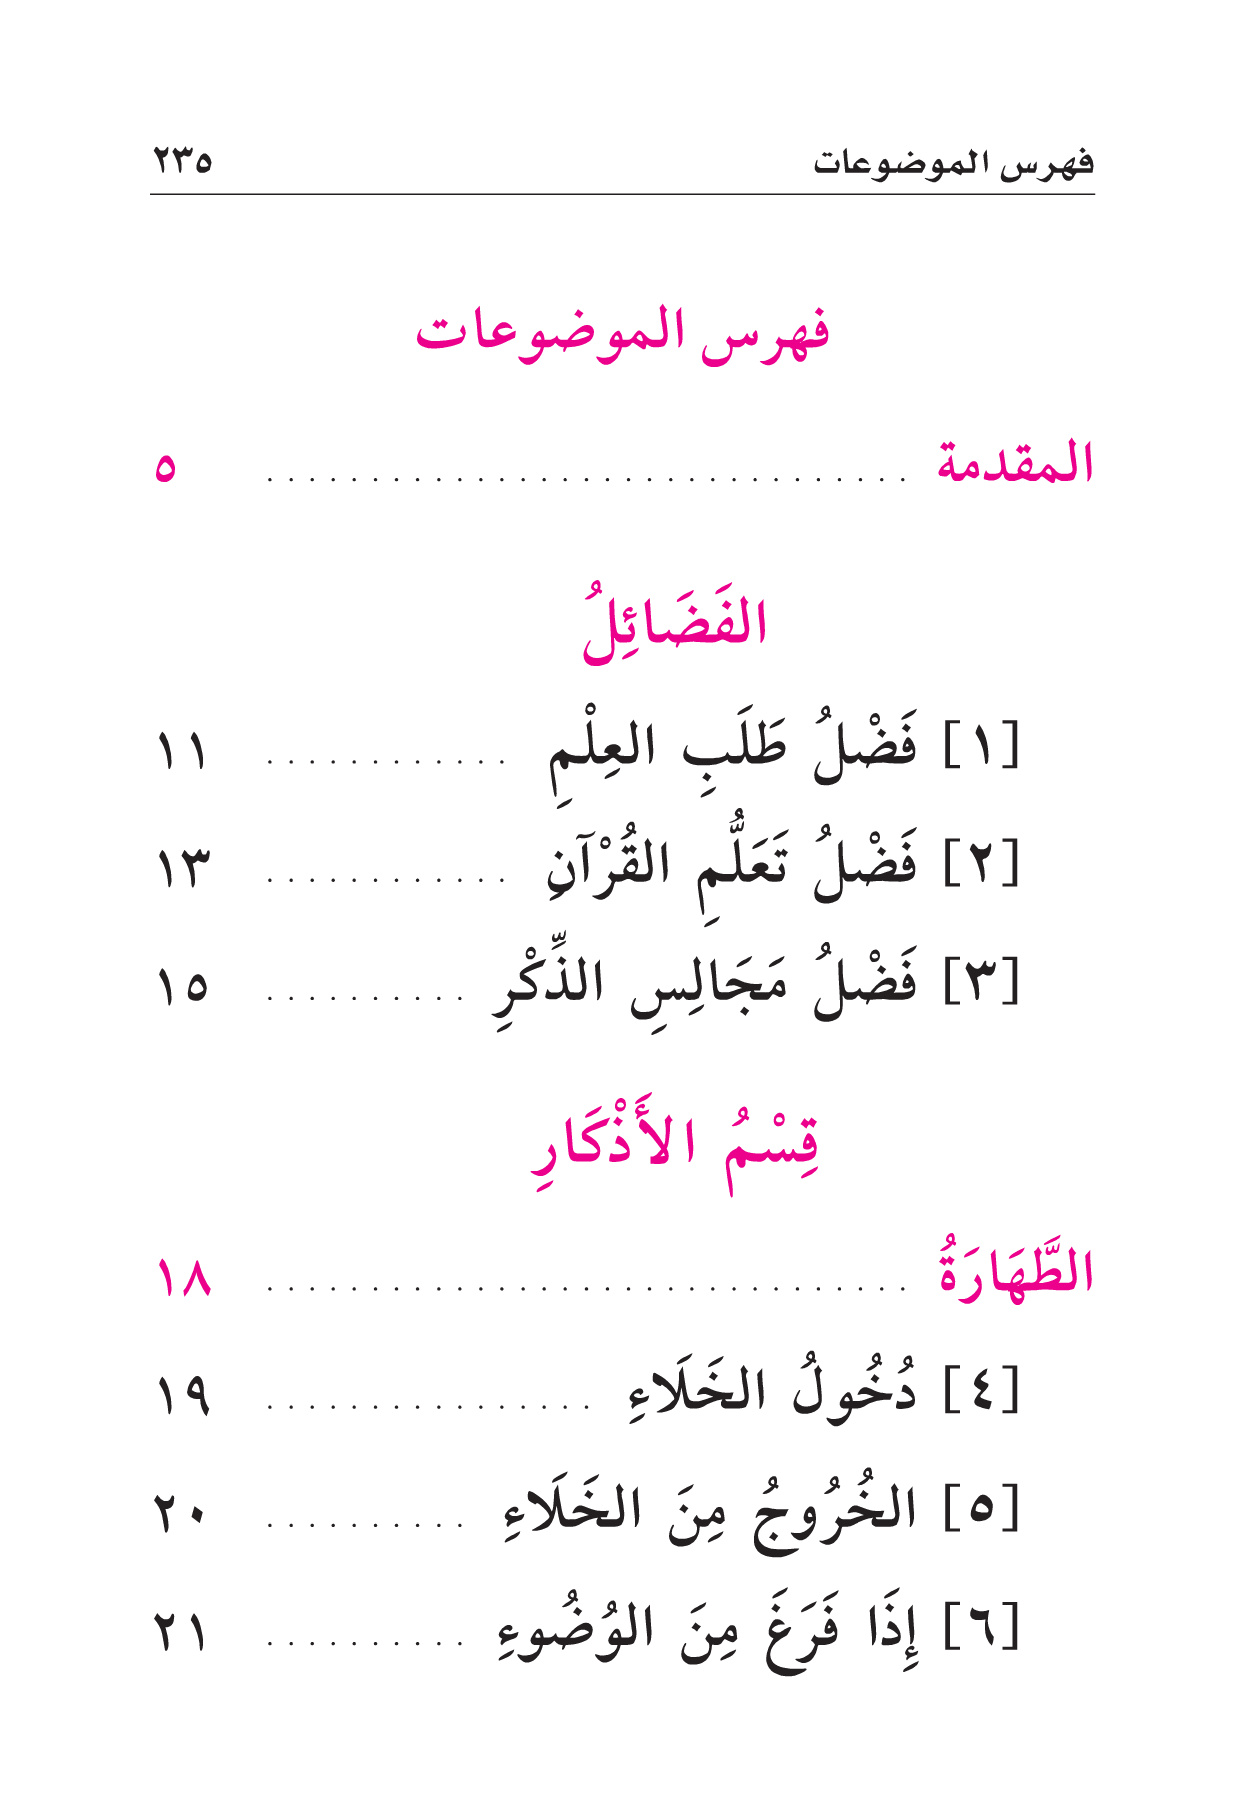 فهرس الموضوعات ٢٣٥
فهرس الموضوعات
المقدمة . . . . . . . . . . . . . . . . . . . . . . . . . . . . . . . ٥
الفَضَائِلُ
[١] فَضْلُ طَلَبِ العِلْمِ . . . . . . . . . . . . ١١
[٢] فَضْلُ تَعَلُّمِ القُرْآنِ . . . . . . . . . . . . ١٣
[٣] فَضْلُ مَجَالِسِ الذِّكْرِ . . . . . . . . . . ١٥
قِسْمُ الأَذْكَارِ
الطَّهَارَةُ . . . . . . . . . . . . . . . . . . . . . . . . . . . . . . . ١٨
[٤] دُخُولُ الخَلَاءِ . . . . . . . . . . . . . . . . ١٩
[٥] الخُرُوجُ مِنَ الخَلَاءِ . . . . . . . . . . ٢٠
[٦] إِذَا فَرَغَ مِنَ الوُضُوءِ . . . . . . . . . . ٢١